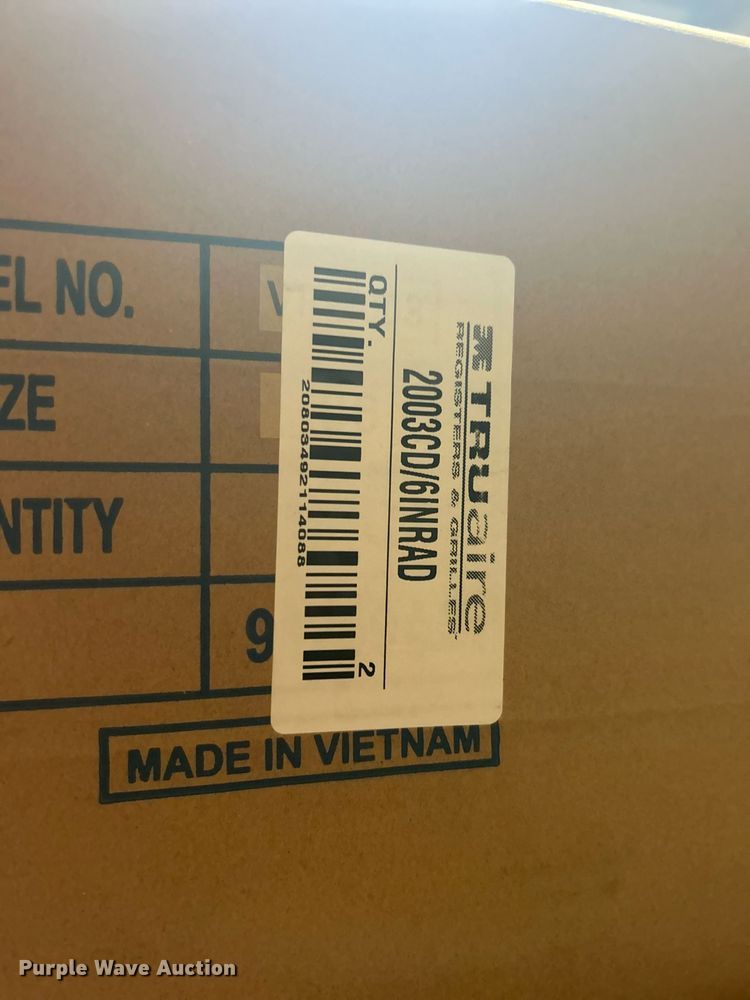 EL NO.
ZE
NTITY
9
TRUaire
REGISTERS & GRILLES
2003CD/6INRAD
QTY.
2
20803492114088
MADE IN VIETNAM
Purple Wave Auction